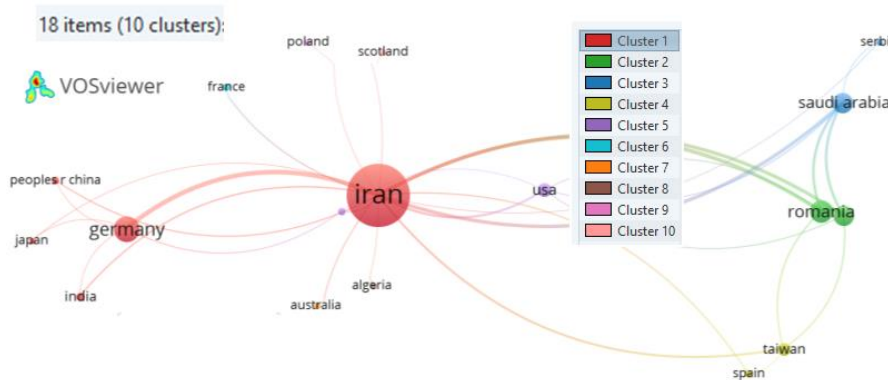 18 items (10 clusters):
VOSviewer
poland
scotland
france
peoples r china
japan
germany
india
iran
algeria
australia
usa
Cluster 1
Cluster 2
Cluster 3
Cluster 4
Cluster 5
Cluster 6
Cluster 7
Cluster 8
Cluster 9
Cluster 10
serbi
saudi arabia
romania
taiwan
spain